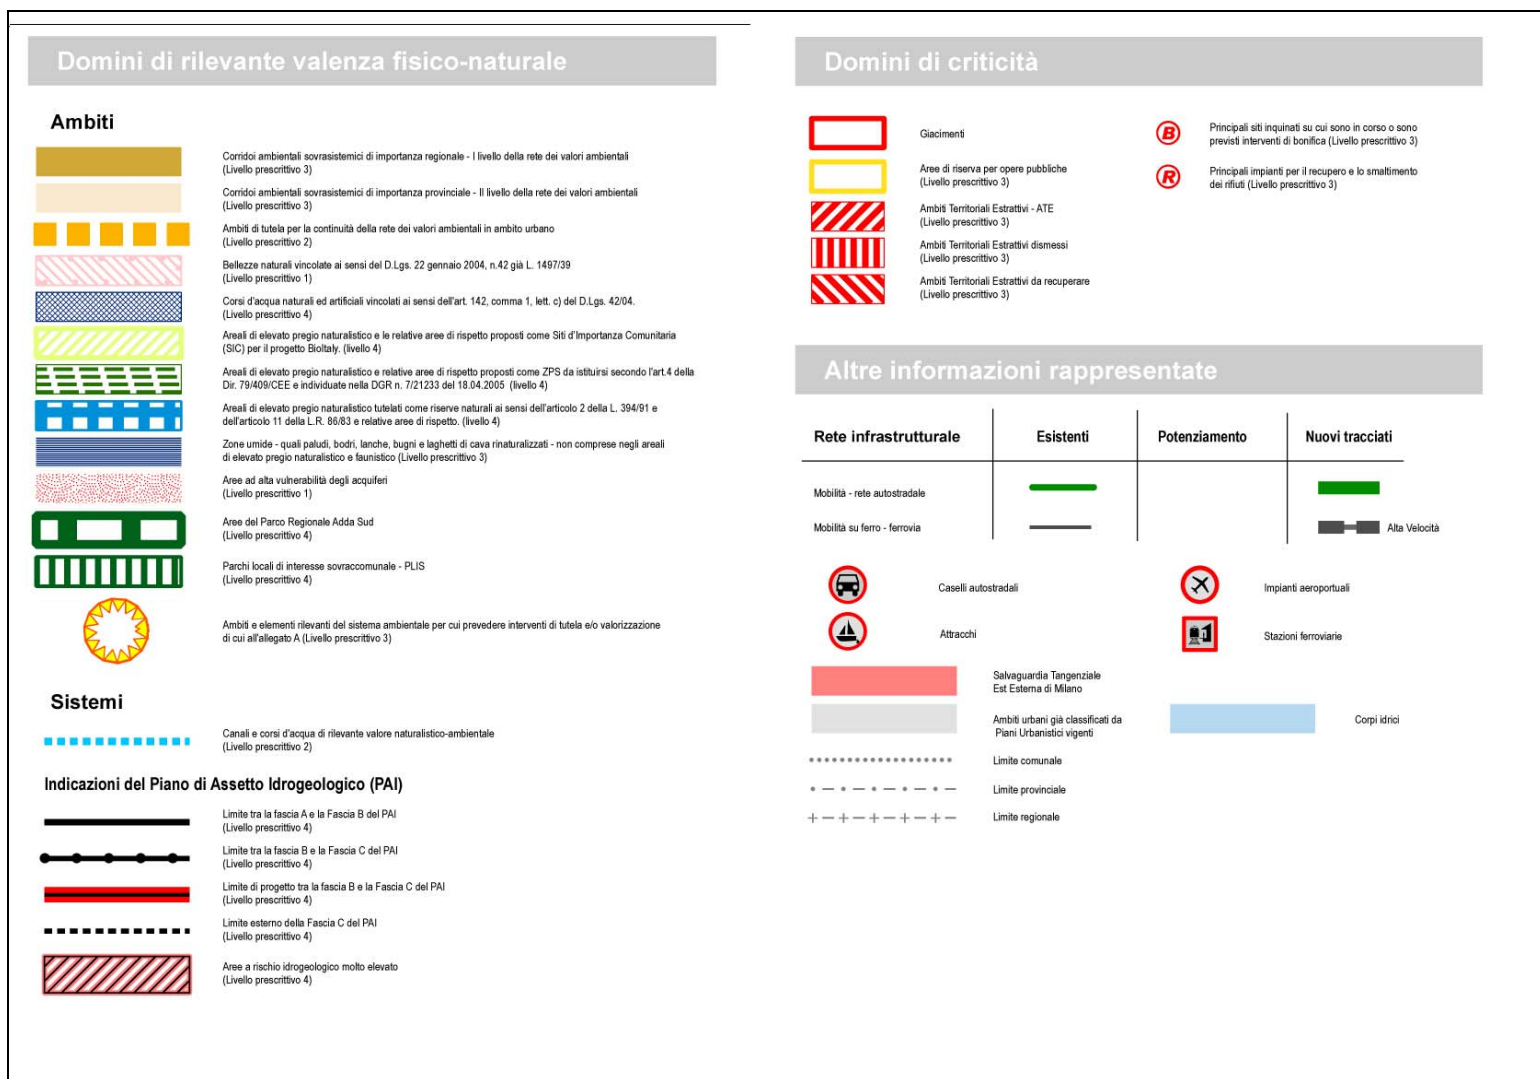 Domini di rilevante valenza fisico-naturale
Ambiti
Corridoi ambientali sovrasistemici di importanza regionale - I livello della rete dei valori ambientali
(Livello prescrittivo 3)
Corridoi ambientali sovrasistemici di importanza provinciale - II livello della rete dei valori ambientali
(Livello prescrittivo 3)
Ambiti di tutela per la continuità della rete dei valori ambientali in ambito urbano
(Livello prescrittivo 2)
Bellezze naturali vincolate ai sensi del D.Lgs. 22 gennaio 2004, n.42 già L. 1497/39
(Livello prescrittivo 1)
Corsi d'acqua naturali ed artificiali vincolati ai sensi dell'art. 142, comma 1, lett. c) del D.Lgs. 42/04.
(Livello prescrittivo 4)
Areali di elevato pregio naturalistico e le relative aree di rispetto proposti come Siti d'Importanza Comunitaria
(SIC) per il progetto BioItaly. (livello 4)
Areali di elevato pregio naturalistico e relative aree di rispetto proposti come ZPS da istituirsi secondo l'art.4 della
Dir. 79/409/CEE e individuate nella DGR n. 7/21233 del 18.04.2005 (livello 4)
Areali di elevato pregio naturalistico tutelati come riserve naturali ai sensi dell'articolo 2 della L. 394/91 e
dell'articolo 11 della L.R. 86/83 e relative aree di rispetto. (livello 4)
Zone umide - quali paludi, bodri, lanche, bugni e laghetti di cava rinaturalizzati - non comprese negli areali
di elevato pregio naturalistico e faunistico (Livello prescrittivo 3)
Aree ad alta vulnerabilità degli acquiferi
(Livello prescrittivo 1)
Aree del Parco Regionale Adda Sud
(Livello prescrittivo 4)
Parchi locali di interesse sovraccomunale - PLIS
(Livello prescrittivo 4)
Ambiti e elementi rilevanti del sistema ambientale per cui prevedere interventi di tutela e/o valorizzazione
di cui all'allegato A (Livello prescrittivo 3)
Sistemi
Canali e corsi d'acqua di rilevante valore naturalistico-ambientale
(Livello prescrittivo 2)
Indicazioni del Piano di Assetto Idrogeologico (PAI)
Limite tra la fascia A e la Fascia B del PAI
(Livello prescrittivo 4)
Limite tra la fascia B e la Fascia C del PAI
(Livello prescrittivo 4)
Limite di progetto tra la fascia B e la Fascia C del PAI
(Livello prescrittivo 4)
Limite esterno della Fascia C del PAI
(Livello prescrittivo 4)
Aree a rischio idrogeologico molto elevato
(Livello prescrittivo 4)
Domini di criticità
Giacimenti
Aree di riserva per opere pubbliche
(Livello prescrittivo 3)
Ambiti Territoriali Estrattivi - ATE
(Livello prescrittivo 3)
Ambiti Territoriali Estrattivi dismessi
(Livello prescrittivo 3)
Ambiti Territoriali Estrattivi da recuperare
(Livello prescrittivo 3)
B
Principali siti inquinati su cui sono in corso o sono
previsti interventi di bonifica (Livello prescrittivo 3)
R
Principali impianti per il recupero e lo smaltimento
dei rifiuti (Livello prescrittivo 3)
Altre informazioni rappresentate
Rete infrastrutturale Esistenti Potenziamento Nuovi tracciati
Mobilità - rete autostradale
Mobilità su ferro - ferrovia Alta Velocità
Caselli autostradali Impianti aeroportuali
Attracchi Stazioni ferroviarie
Salvaguardia Tangenziale
Est Esterna di Milano
Ambiti urbani già classificati da
Piani Urbanistici vigenti
Corpi idrici
Limite comunale
Limite provinciale
Limite regionale